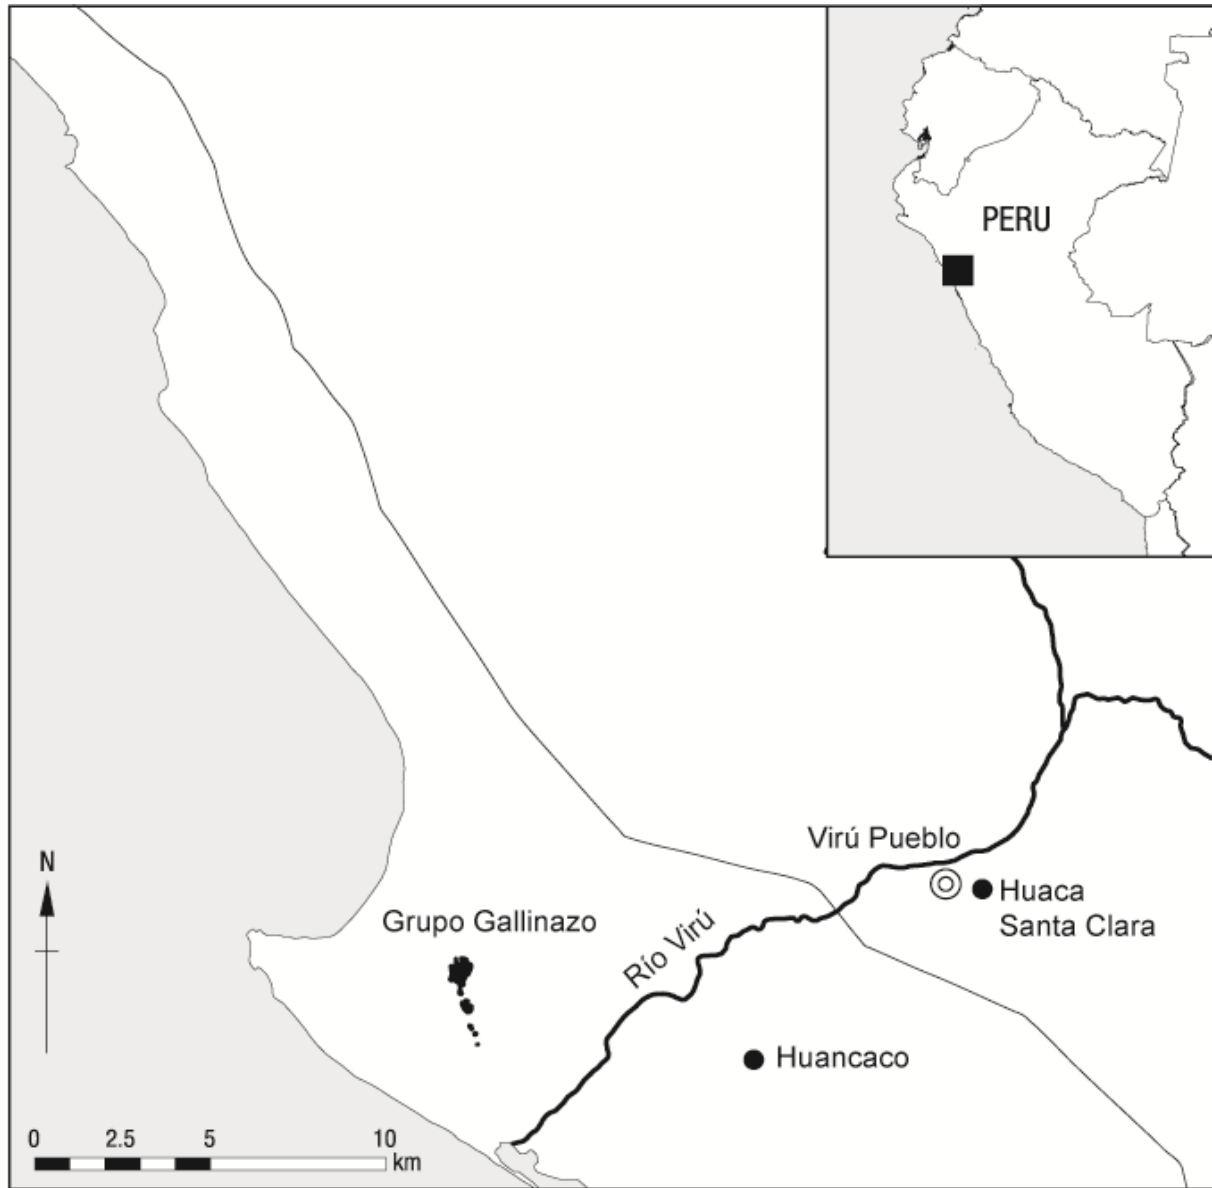 PERU
Virú Pueblo
Huaca
Santa Clara
Grupo Gallinazo
Río Virú
Huancaco
N
0 2.5 5 10
km